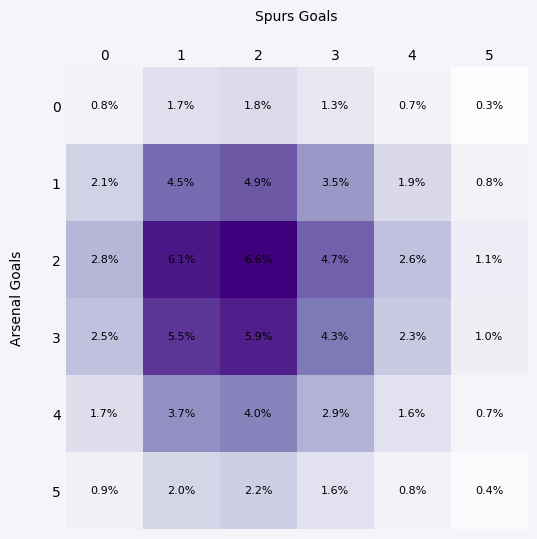 Spurs Goals
0 1 2 3 4 5
0 0.8% 1.7% 1.8% 1.3% 0.7% 0.3%
1 2.1% 4.5% 4.9% 3.5% 1.9% 0.8%
2 2.8% 6.1% 6.6% 4.7% 2.6% 1.1%
3 2.5% 5.5% 5.9% 4.3% 2.3% 1.0%
4 1.7% 3.7% 4.0% 2.9% 1.6% 0.7%
5 0.9% 2.0% 2.2% 1.6% 0.8% 0.4%
Arsenal Goals